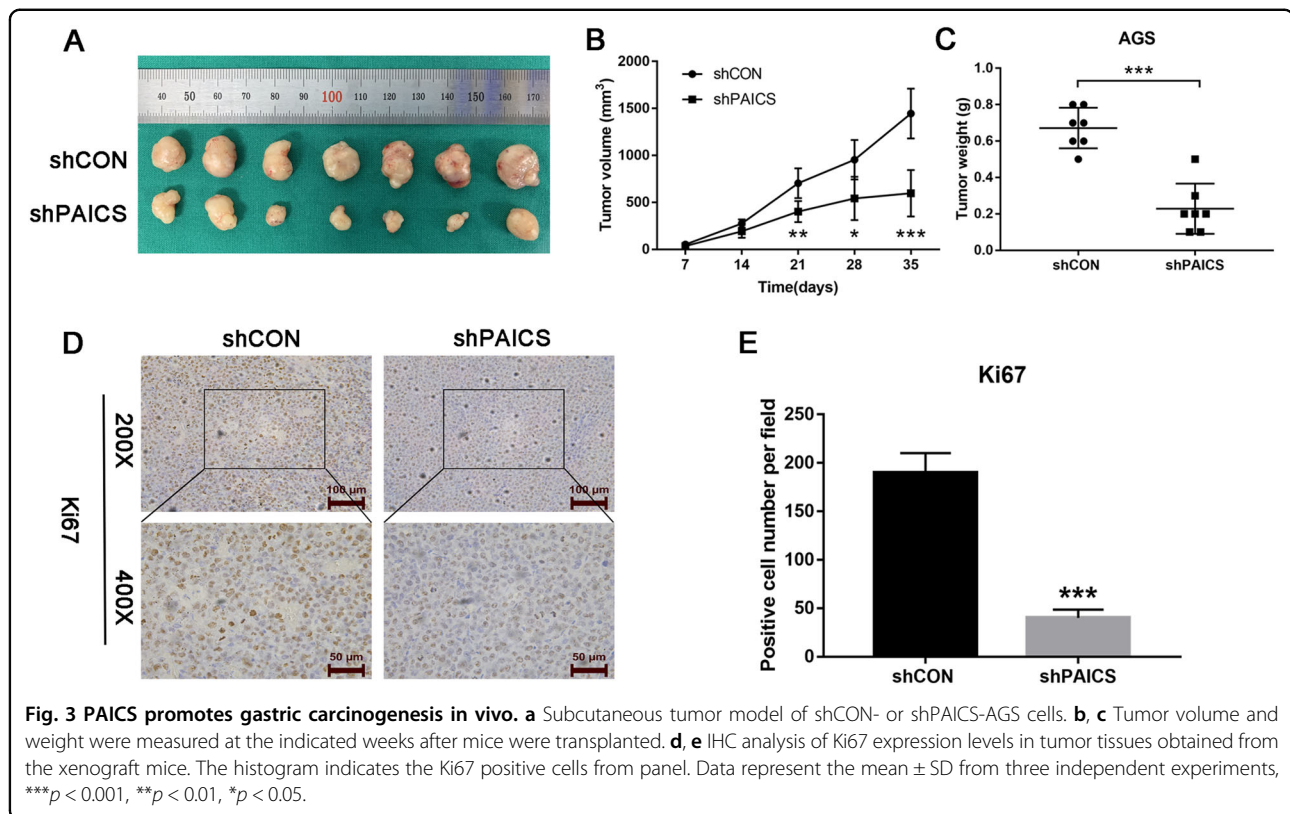 A
40 50 60 70 80 90 100 110 120 130 140 150 160 170
shCON
shPAICS
B
2000
1500
1000
500
0
Tumor volume (mm³)
shCON
shPAICS
** * ***
7 14 21 28 35
Time(days)
C
AGS
***
1.0
0.8
0.6
0.4
0.2
0.0
Tumor weight (g)
shCON shPAICS
D
shCON shPAICS
Ki67
200X
100 µm 100 µm
400X
50 µm 50 µm
E
Ki67
250
200
150
100
50
0
Positive cell number per field
***
shCON shPAICS
Fig. 3 PAICS promotes gastric carcinogenesis in vivo. a Subcutaneous tumor model of shCON- or shPAICS-AGS cells. b, c Tumor volume and
weight were measured at the indicated weeks after mice were transplanted. d, e IHC analysis of Ki67 expression levels in tumor tissues obtained from
the xenograft mice. The histogram indicates the Ki67 positive cells from panel. Data represent the mean ± SD from three independent experiments,
***p < 0.001, **p < 0.01, *p < 0.05.